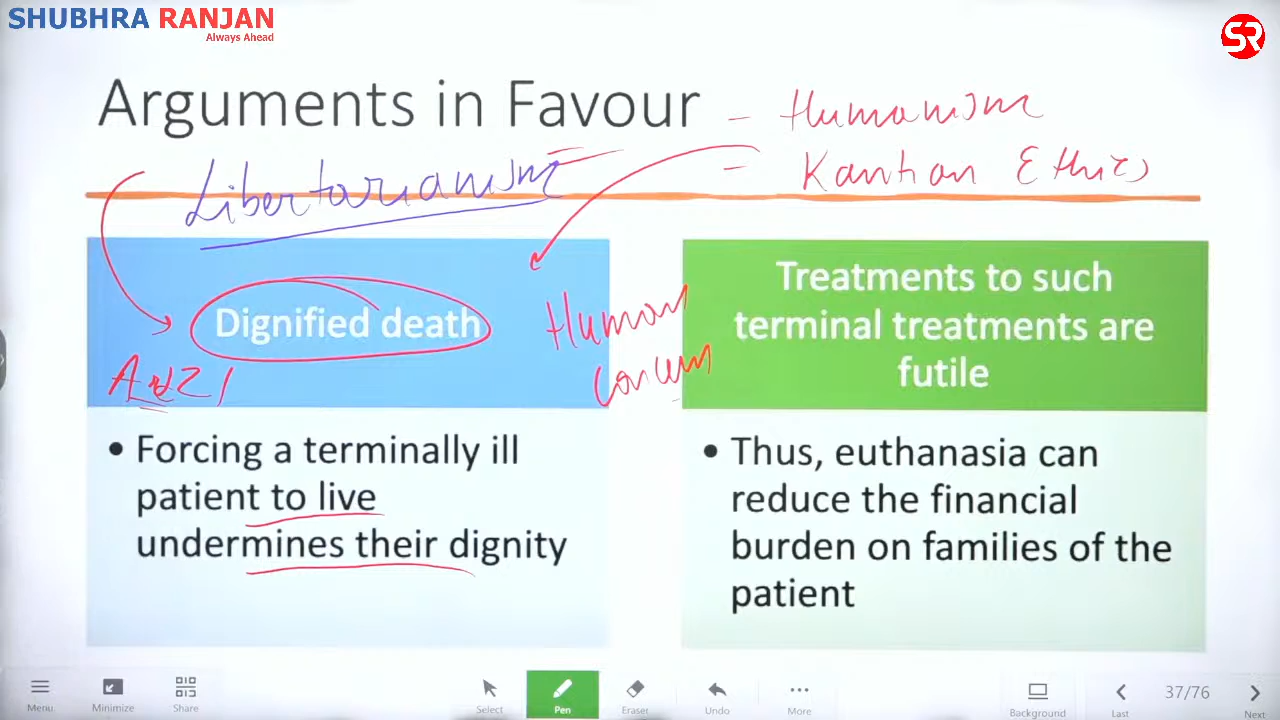 SHUBHRA RANJAN
Always Ahead
SR
Arguments in Favour
- Humanism
- Kantian Ethics
Libertarianism
Dignified death
Human
Concern
Art 21
• Forcing a terminally ill
patient to live
undermines their dignity
Treatments to such
terminal treatments are
futile
• Thus, euthanasia can
reduce the financial
burden on families of the
patient
Menu
Minimize
Share
Select
Pen
Eraser
Undo
More
Background
Last
37/76
Next